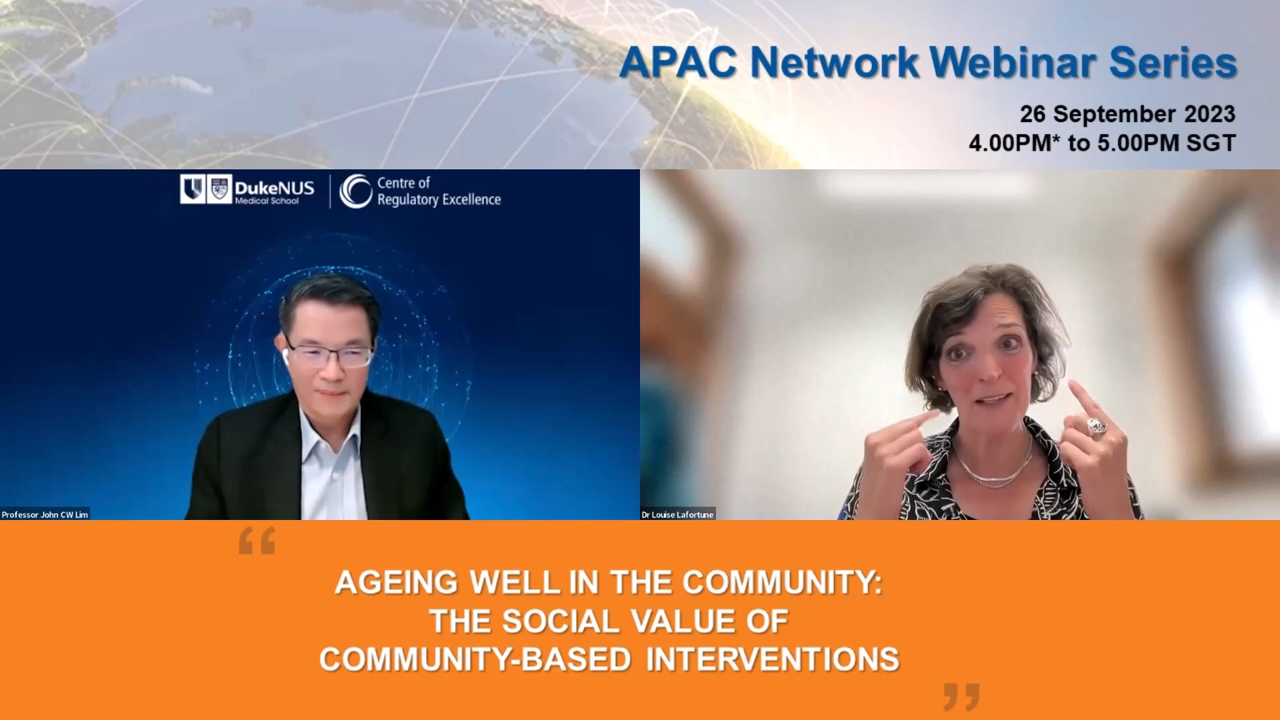 APAC Network Webinar Series
26 September 2023
4.00PM* to 5.00PM SGT
DukeNUS
Medical School
Centre of
Regulatory Excellence
Professor John CW Lim
Dr Louise Lafortune
“
AGEING WELL IN THE COMMUNITY:
THE SOCIAL VALUE OF
COMMUNITY-BASED INTERVENTIONS
”